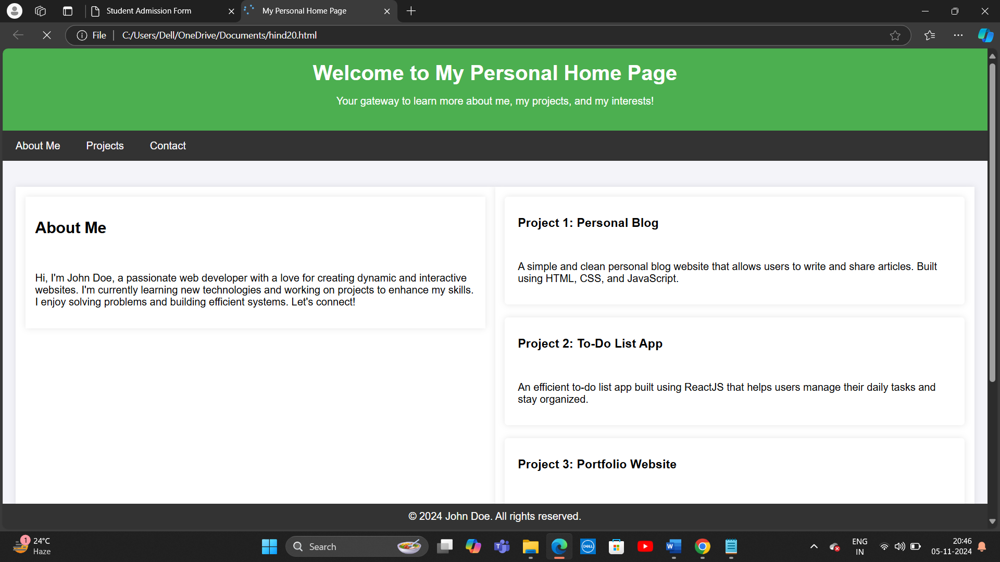 Student Admission Form
My Personal Home Page
File
C:/Users/Dell/OneDrive/Documents/hind20.html
Welcome to My Personal Home Page
Your gateway to learn more about me, my projects, and my interests!
About Me
Projects
Contact
About Me
Hi, I'm John Doe, a passionate web developer with a love for creating dynamic and interactive
websites. I'm currently learning new technologies and working on projects to enhance my skills.
I enjoy solving problems and building efficient systems. Let's connect!
Project 1: Personal Blog
A simple and clean personal blog website that allows users to write and share articles. Built
using HTML, CSS, and JavaScript.
Project 2: To-Do List App
An efficient to-do list app built using ReactJS that helps users manage their daily tasks and
stay organized.
Project 3: Portfolio Website
© 2024 John Doe. All rights reserved.
1
24°C
Haze
Search
T
DELL
W
ENG
IN
20:46
05-11-2024